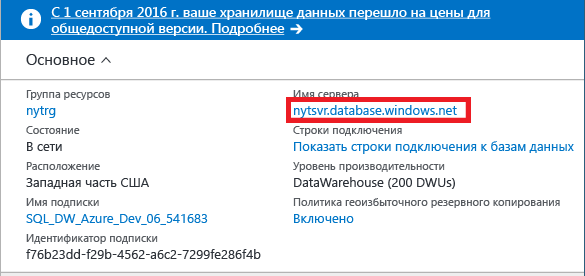 С 1 сентября 2016 г. ваше хранилище данных перешло на цены для
общедоступной версии. Подробнее →
Основное
Группа ресурсов
nytrg
Состояние
В сети
Расположение
Западная часть США
Имя подписки
SQL_DW_Azure_Dev_06_541683
Идентификатор подписки
f76b23dd-f29b-4562-a6c2-7299fe286f4b
Имя сервера
nytsvr.database.windows.net
Строки подключения
Показать строки подключения к базам данных
Уровень производительности
DataWarehouse (200 DWUs)
Политика геоизбыточного резервного копирования
Включено